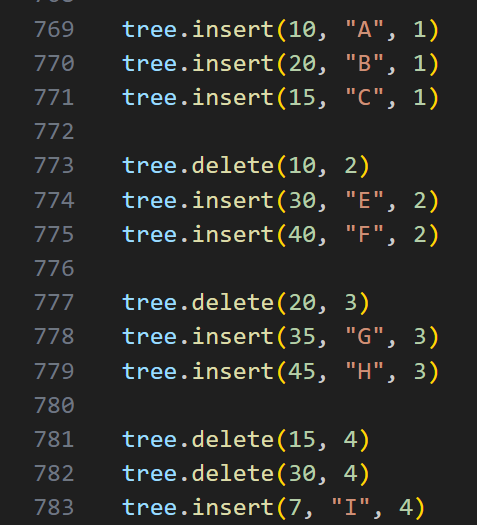 769 tree.insert(10, "A", 1)
770 tree.insert(20, "B", 1)
771 tree.insert(15, "C", 1)
772
773 tree.delete(10, 2)
774 tree.insert(30, "E", 2)
775 tree.insert(40, "F", 2)
776
777 tree.delete(20, 3)
778 tree.insert(35, "G", 3)
779 tree.insert(45, "H", 3)
780
781 tree.delete(15, 4)
782 tree.delete(30, 4)
783 tree.insert(7, "I", 4)